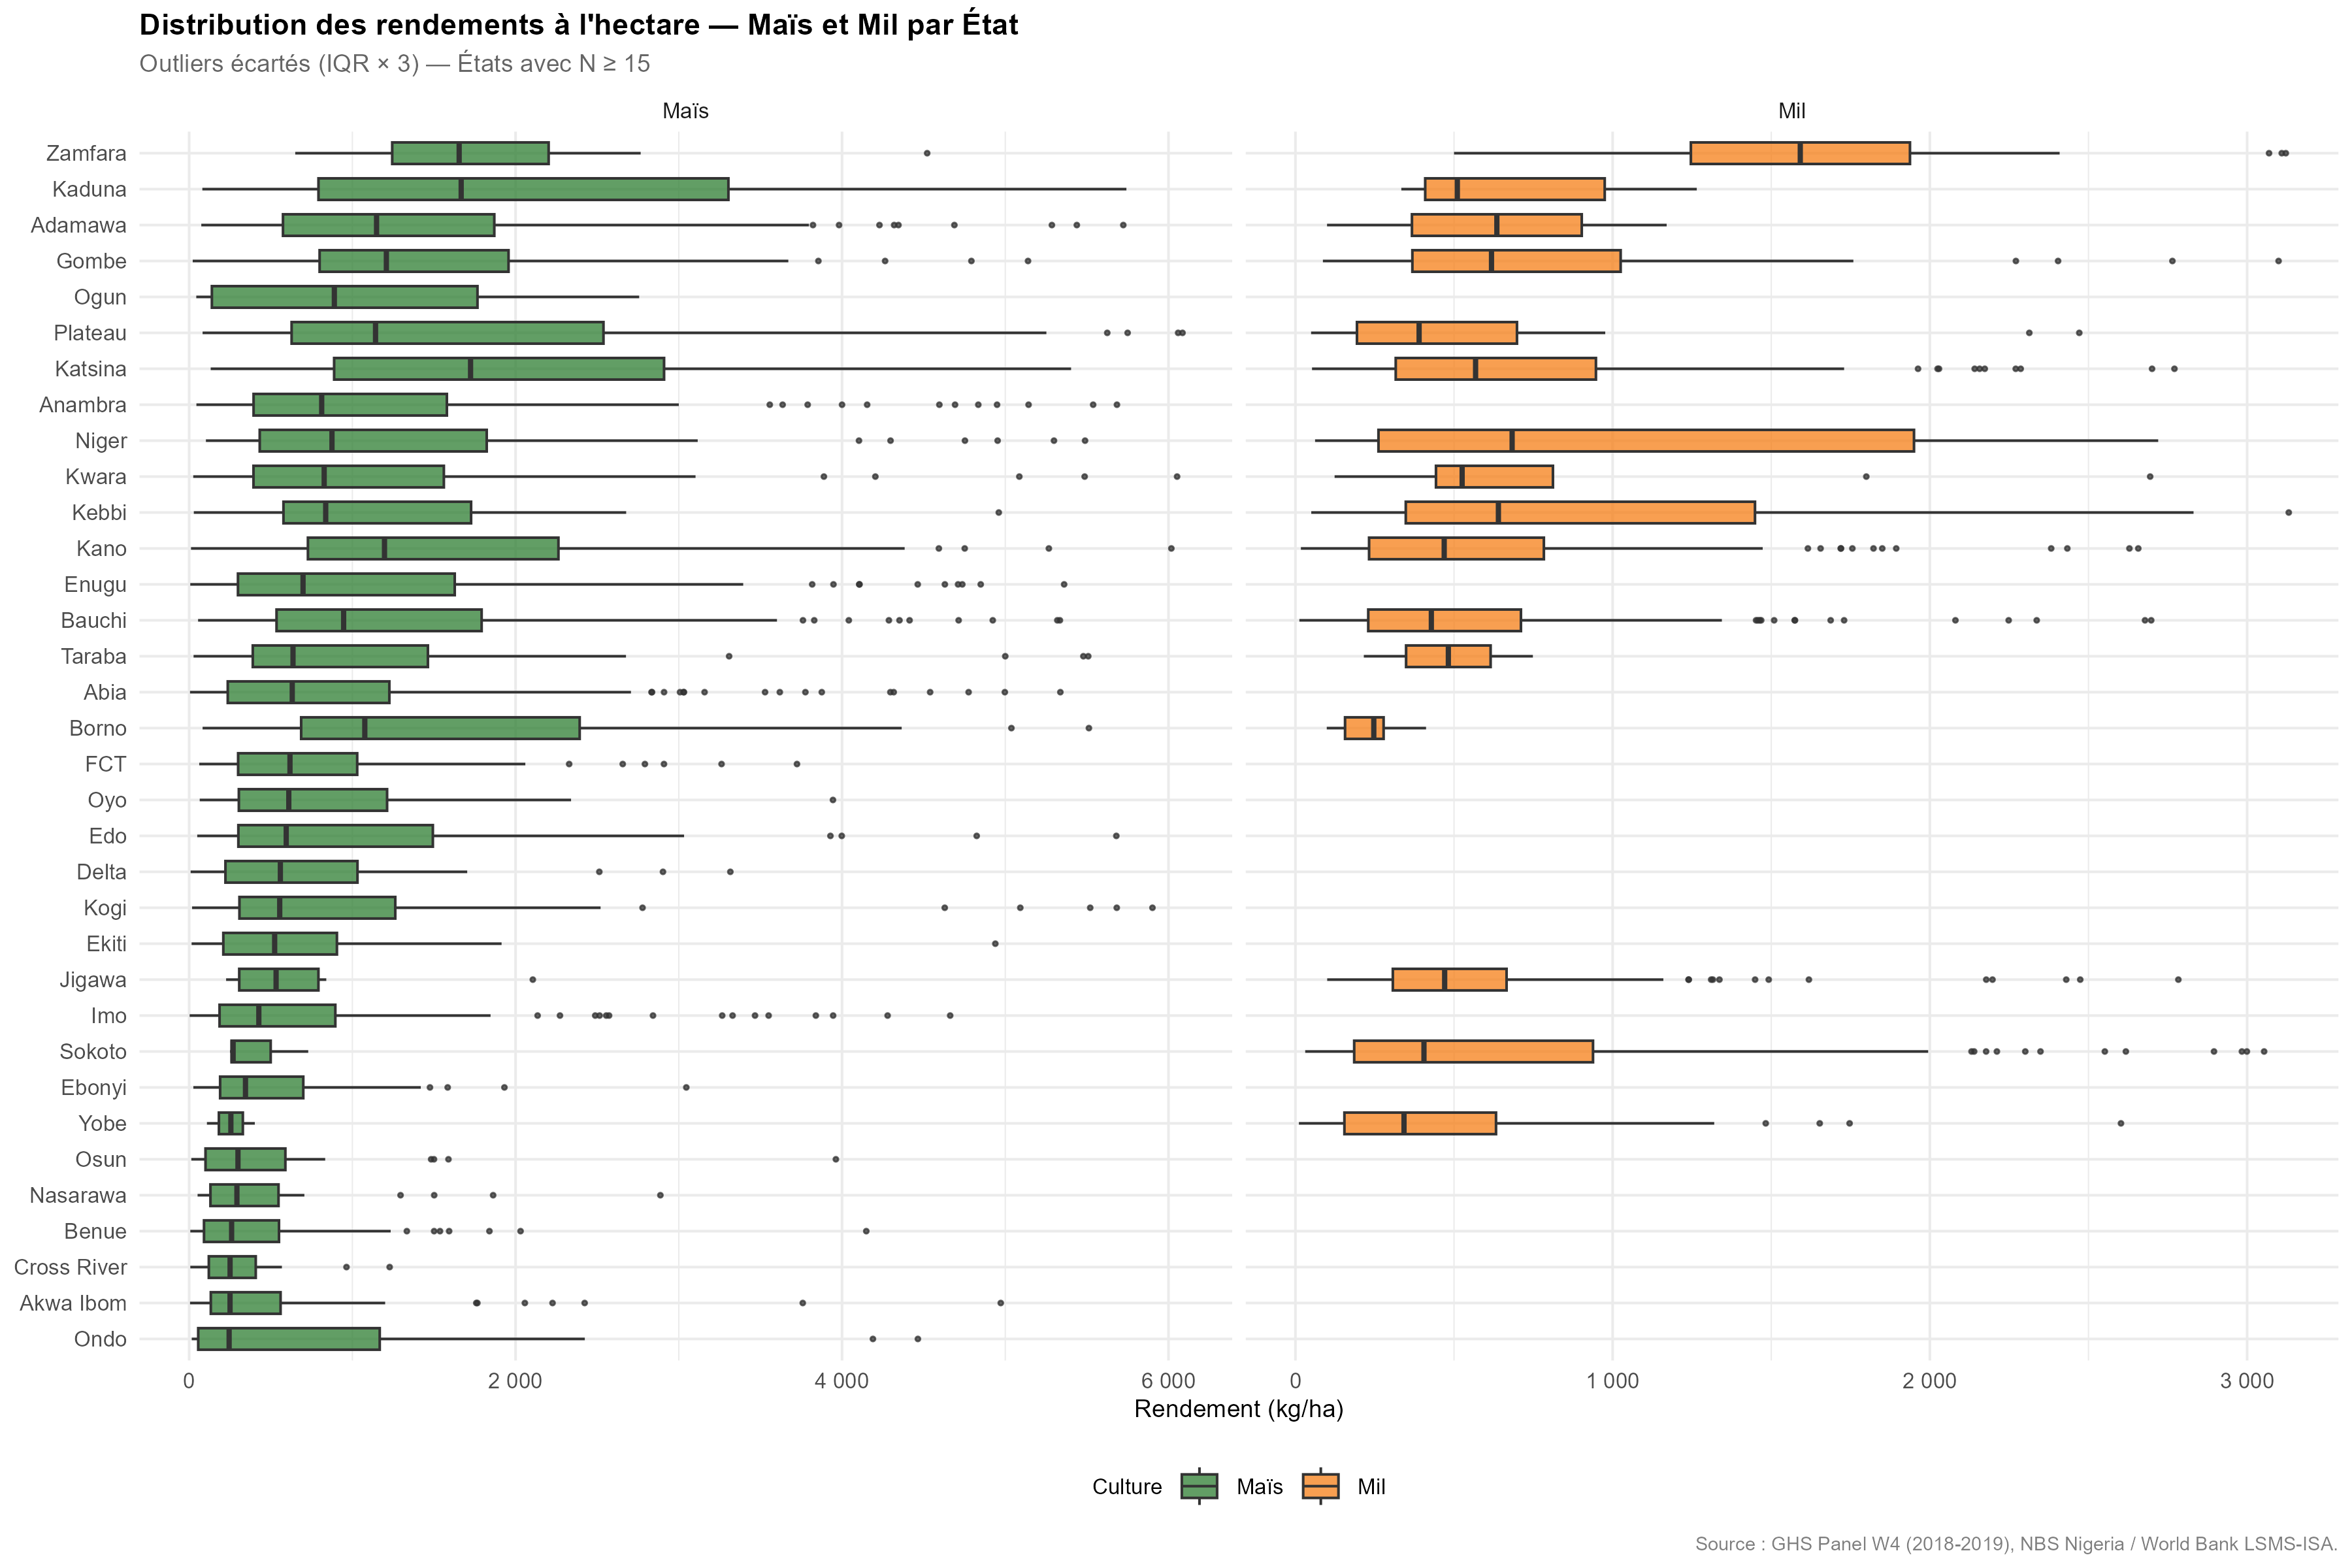 Distribution des rendements à l'hectare — Maïs et Mil par État
Outliers écartés (IQR × 3) — États avec N ≥ 15
Maïs
Mil
Zamfara
Kaduna
Adamawa
Gombe
Ogun
Plateau
Katsina
Anambra
Niger
Kwara
Kebbi
Kano
Enugu
Bauchi
Taraba
Abia
Borno
FCT
Oyo
Edo
Delta
Kogi
Ekiti
Jigawa
Imo
Sokoto
Ebonyi
Yobe
Osun
Nasarawa
Benue
Cross River
Akwa Ibom
Ondo
0 2 000 4 000 6 000
0 1 000 2 000 3 000
Rendement (kg/ha)
Culture Maïs Mil
Source : GHS Panel W4 (2018-2019), NBS Nigeria / World Bank LSMS-ISA.